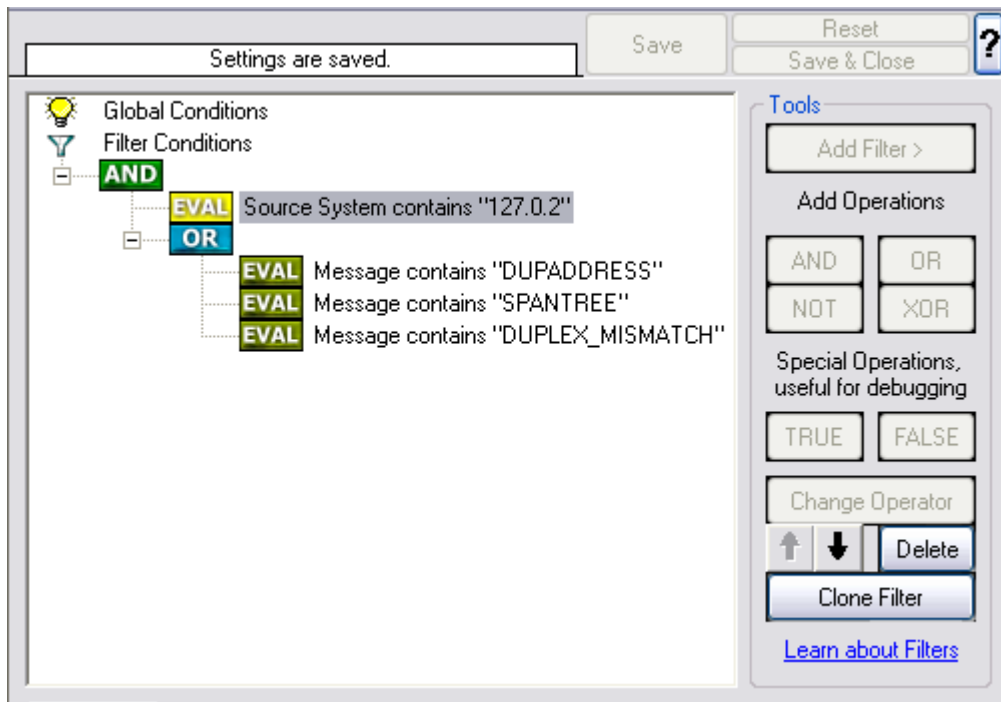 Settings are saved.
Save
Reset
Save & Close
?
Global Conditions
Filter Conditions
AND
EVAL Source System contains "127.0.2"
OR
EVAL Message contains "DUPADDRESS"
EVAL Message contains "SPANTREE"
EVAL Message contains "DUPLEX_MISMATCH"
Tools
Add Filter >
Add Operations
AND OR
NOT XOR
Special Operations,
useful for debugging
TRUE FALSE
Change Operator
Delete
Clone Filter
Learn about Filters